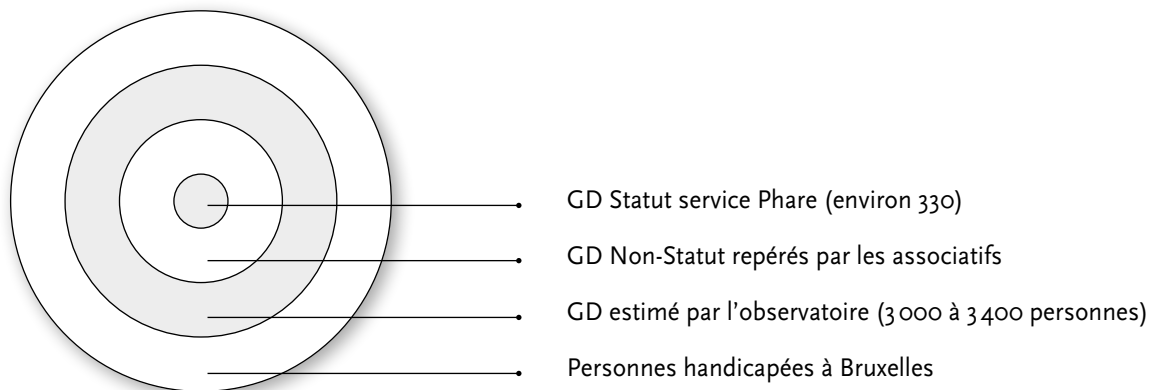 GD Statut service Phare (environ 330)
GD Non-Statut repérés par les associatifs
GD estimé par l'observatoire (3 000 à 3 400 personnes)
Personnes handicapées à Bruxelles